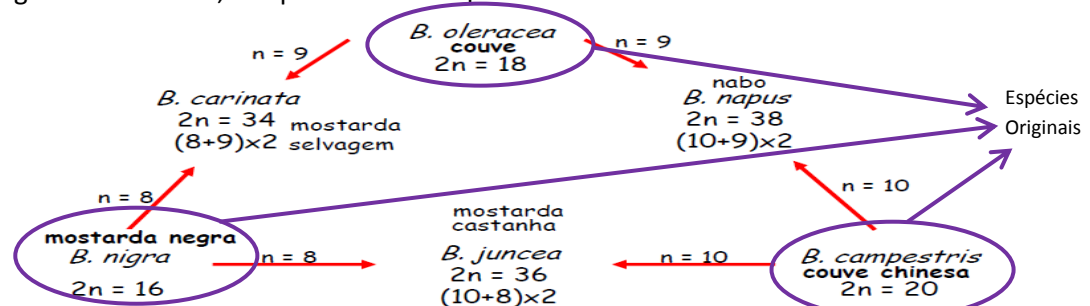 B. oleracea
couve
2n = 18
n = 9
n = 9
B. carinata
2n = 34
(8+9)x2
mostarda
selvagem
nabo
B. napus
2n = 38
(10+9)x2
Espécies
Originais
n = 8
n = 10
mostarda negra
B. nigra
2n = 16
n = 8
mostarda
castanha
B. juncea
2n = 36
(10+8)x2
n = 10
B. campestris
couve chinesa
2n = 20